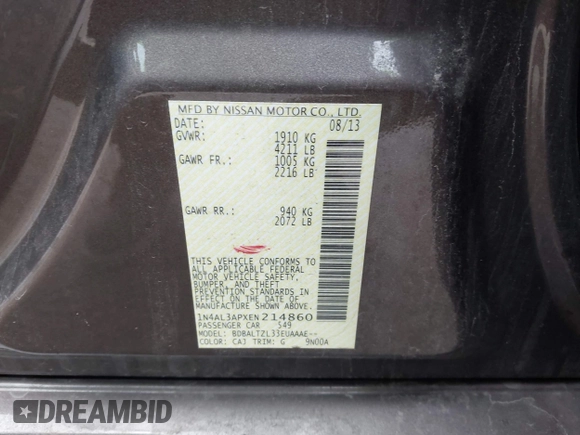 MFD BY NISSAN MOTOR CO., LTD.
DATE: 08/13
GVWR: 1910 KG
4211 LB
GAWR FR.: 1005 KG
2216 LB
GAWR RR.: 940 KG
2072 LB
THIS VEHICLE CONFORMS TO
ALL APPLICABLE FEDERAL
MOTOR VEHICLE SAFETY,
BUMPER, AND THEFT
PREVENTION STANDARDS IN
EFFECT ON THE DATE OF
MANUFACTURE SHOWN ABOVE.
1N4AL3APXEN214860
PASSENGER CAR S49
MODEL: BDBALTZL33EUAAAE--
COLOR: CAJ TRIM: G 9N00A
DREAMBID